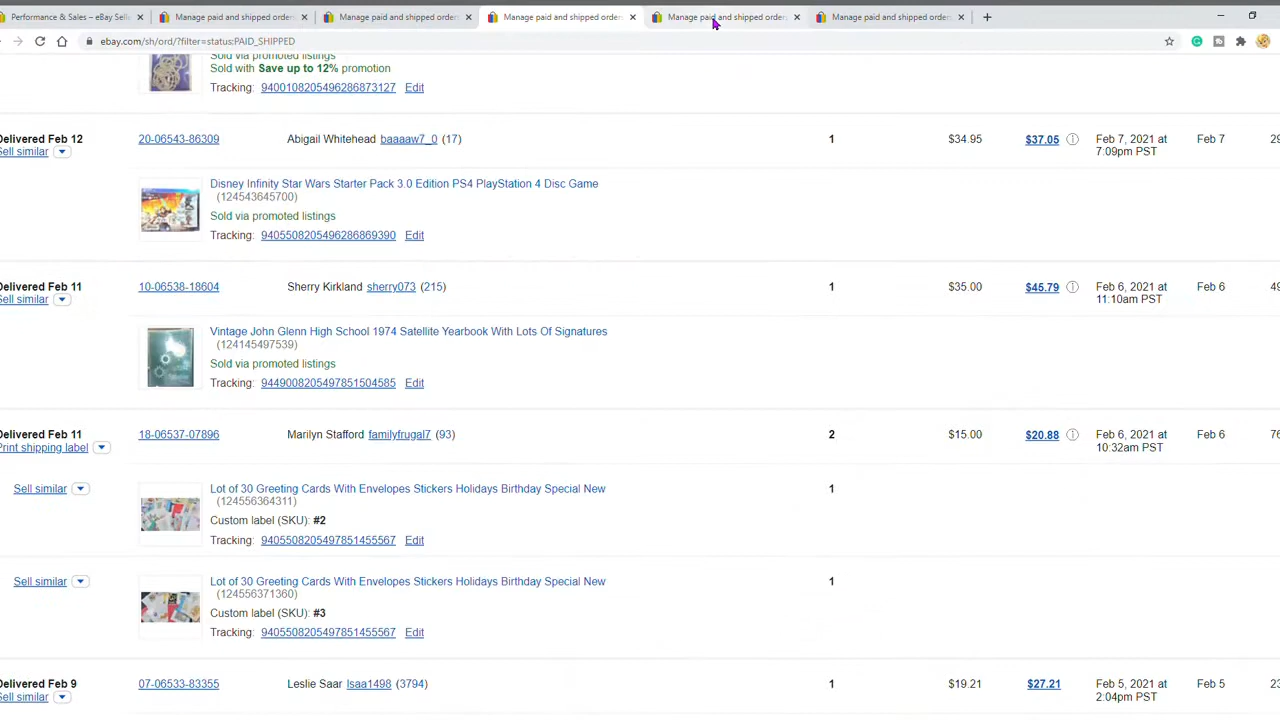 Performance & Sales – eBay Sell
Manage paid and shipped orders
Manage paid and shipped orders
Manage paid and shipped orders
Manage paid and shipped orders
Manage paid and shipped orders
ebay.com/sh/ord/?filter=status:PAID_SHIPPED
Sold via promoted listings
Sold with Save up to 12% promotion
Tracking: 9400108205496286873127 Edit
Delivered Feb 12 20-06543-86309 Abigail Whitehead baaaaw7_0 (17) 1 $34.95 $37.05 Feb 7, 2021 at Feb 7 29
Sell similar 7:09pm PST
Disney Infinity Star Wars Starter Pack 3.0 Edition PS4 PlayStation 4 Disc Game
(124543645700)
Sold via promoted listings
Tracking: 9405508205496286869390 Edit
Delivered Feb 11 10-06538-18604 Sherry Kirkland sherry073 (215) 1 $35.00 $45.79 Feb 6, 2021 at Feb 6 49
Sell similar 11:10am PST
Vintage John Glenn High School 1974 Satellite Yearbook With Lots Of Signatures
(124145497539)
Sold via promoted listings
Tracking: 9449008205497851504585 Edit
Delivered Feb 11 18-06537-07896 Marilyn Stafford familyfrugal7 (93) 2 $15.00 $20.88 Feb 6, 2021 at Feb 6 76
Print shipping label 10:32am PST
Sell similar Lot of 30 Greeting Cards With Envelopes Stickers Holidays Birthday Special New 1
(124556364311)
Custom label (SKU): #2
Tracking: 9405508205497851455567 Edit
Sell similar Lot of 30 Greeting Cards With Envelopes Stickers Holidays Birthday Special New 1
(124556371360)
Custom label (SKU): #3
Tracking: 9405508205497851455567 Edit
Delivered Feb 9 07-06533-83355 Leslie Saar lsaa1498 (3794) 1 $19.21 $27.21 Feb 5, 2021 at Feb 5 23
Sell similar 2:04pm PST